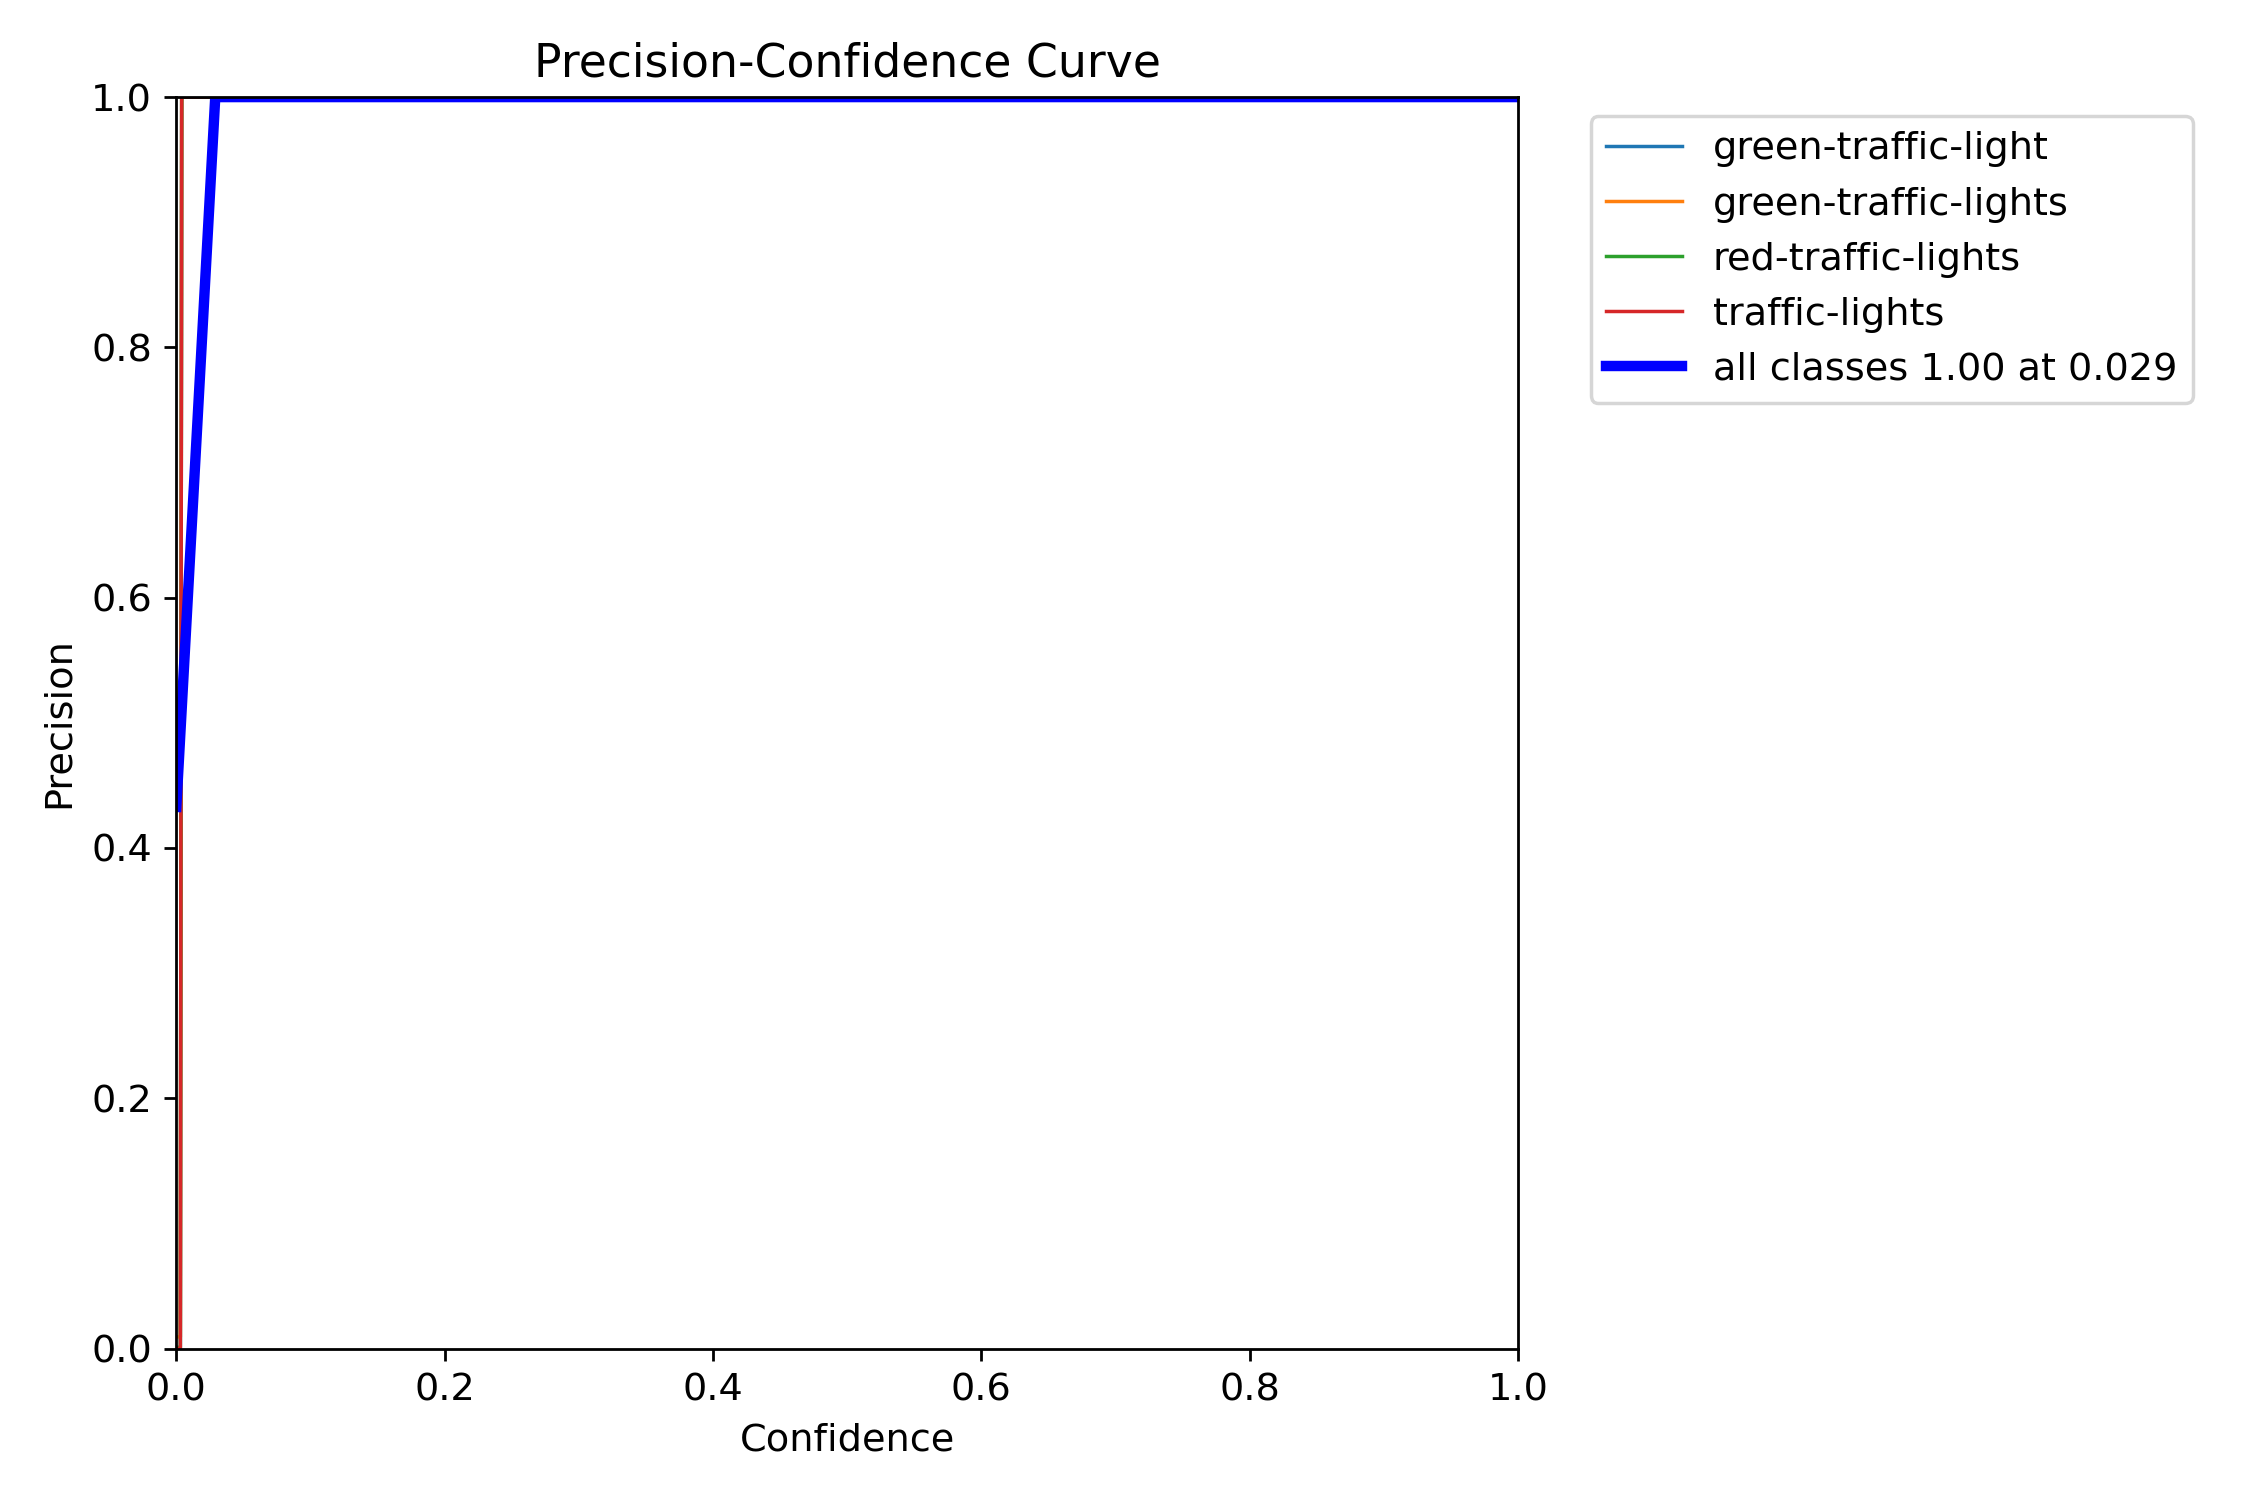 Precision-Confidence Curve
1.0
0.8
0.6
0.4
0.2
0.0
Precision
0.0 0.2 0.4 0.6 0.8 1.0
Confidence
green-traffic-light
green-traffic-lights
red-traffic-lights
traffic-lights
all classes 1.00 at 0.029